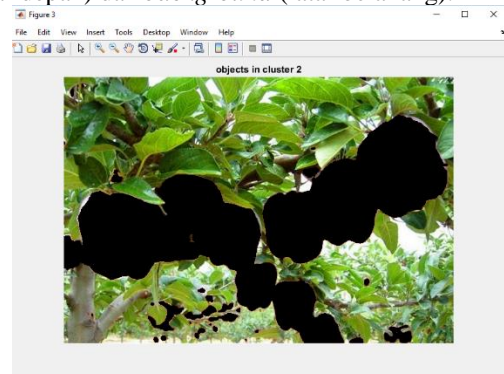 Figure 3
File Edit View Insert Tools Desktop Window Help
objects in cluster 2